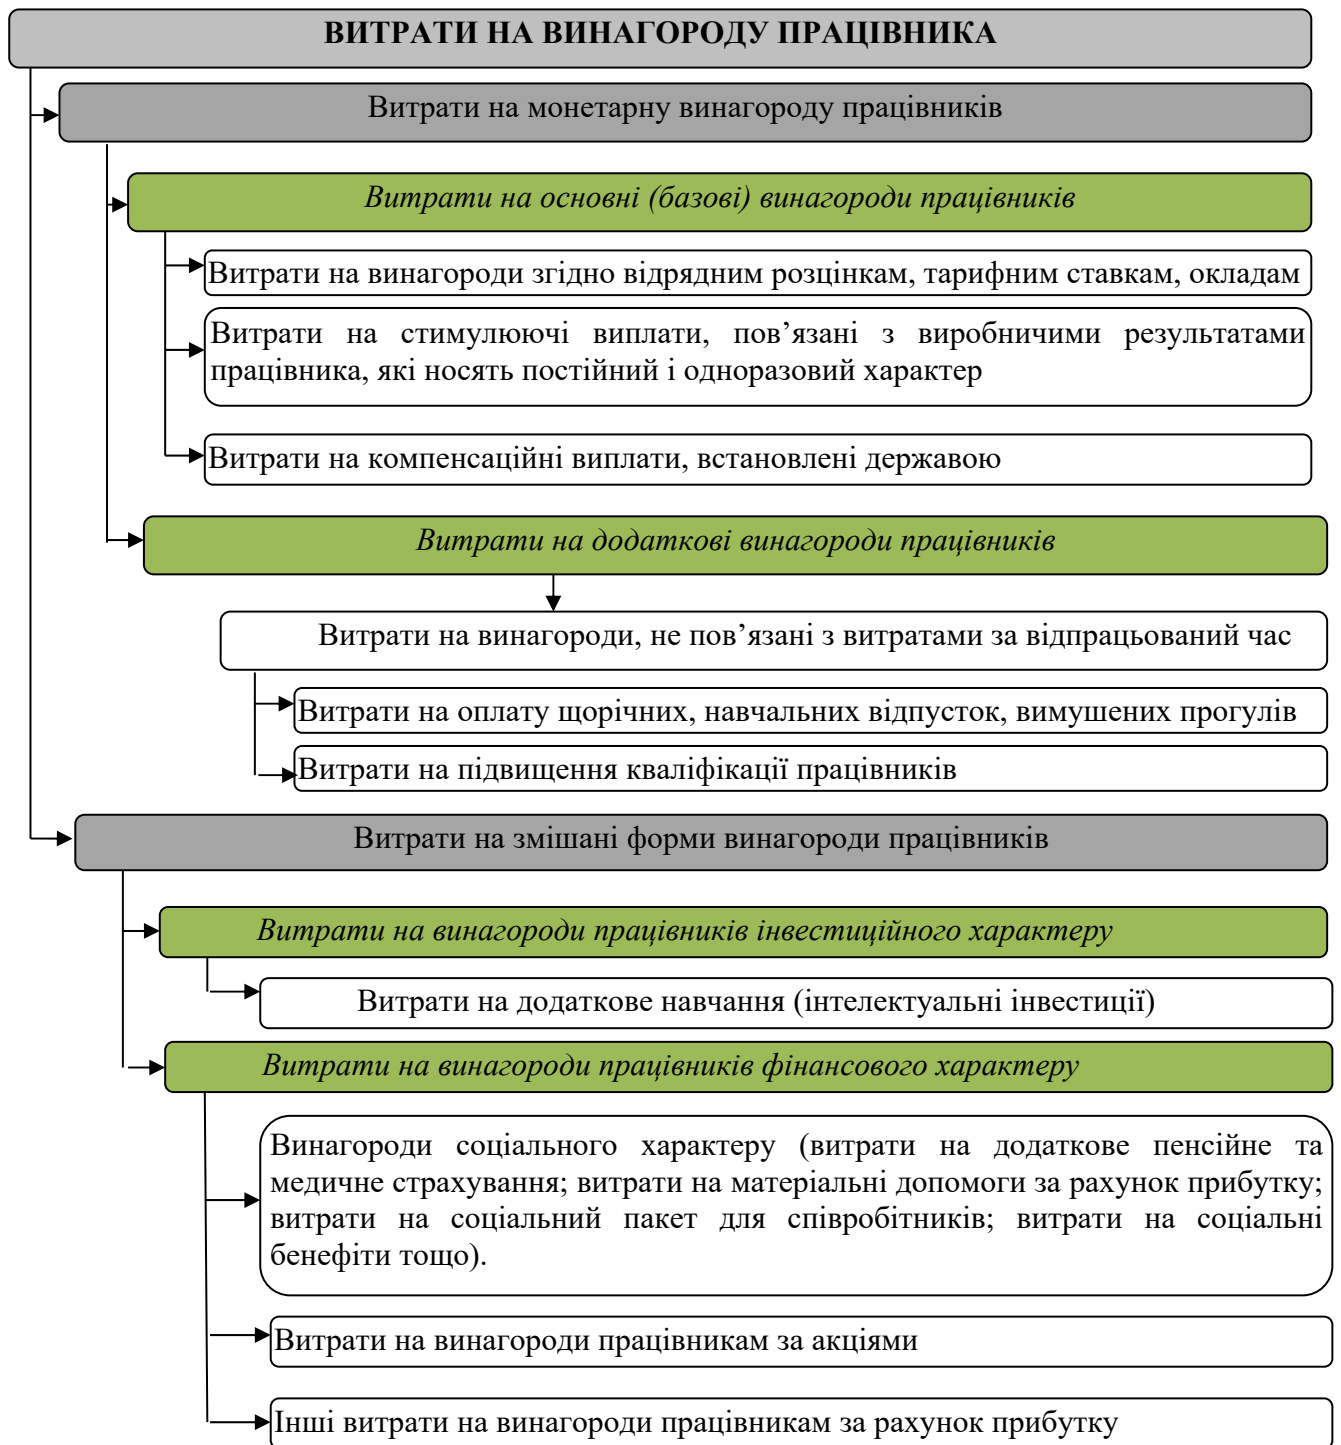 ВИТРАТИ НА ВИНАГОРОДУ ПРАЦІВНИКА
Витрати на монетарну винагороду працівників
Витрати на основні (базові) винагороди працівників
Витрати на винагороди згідно відрядним розцінкам, тарифним ставкам, окладам
Витрати на стимулюючі виплати, пов’язані з виробничими результатами
працівника, які носять постійний і одноразовий характер
Витрати на компенсаційні виплати, встановлені державою
Витрати на додаткові винагороди працівників
Витрати на винагороди, не пов’язані з витратами за відпрацьований час
Витрати на оплату щорічних, навчальних відпусток, вимушених прогулів
Витрати на підвищення кваліфікації працівників
Витрати на змішані форми винагороди працівників
Витрати на винагороди працівників інвестиційного характеру
Витрати на додаткове навчання (інтелектуальні інвестиції)
Витрати на винагороди працівників фінансового характеру
Винагороди соціального характеру (витрати на додаткове пенсійне та
медичне страхування; витрати на матеріальні допомоги за рахунок прибутку;
витрати на соціальний пакет для співробітників; витрати на соціальні
бенефіти тощо).
Витрати на винагороди працівникам за акціями
Інші витрати на винагороди працівникам за рахунок прибутку